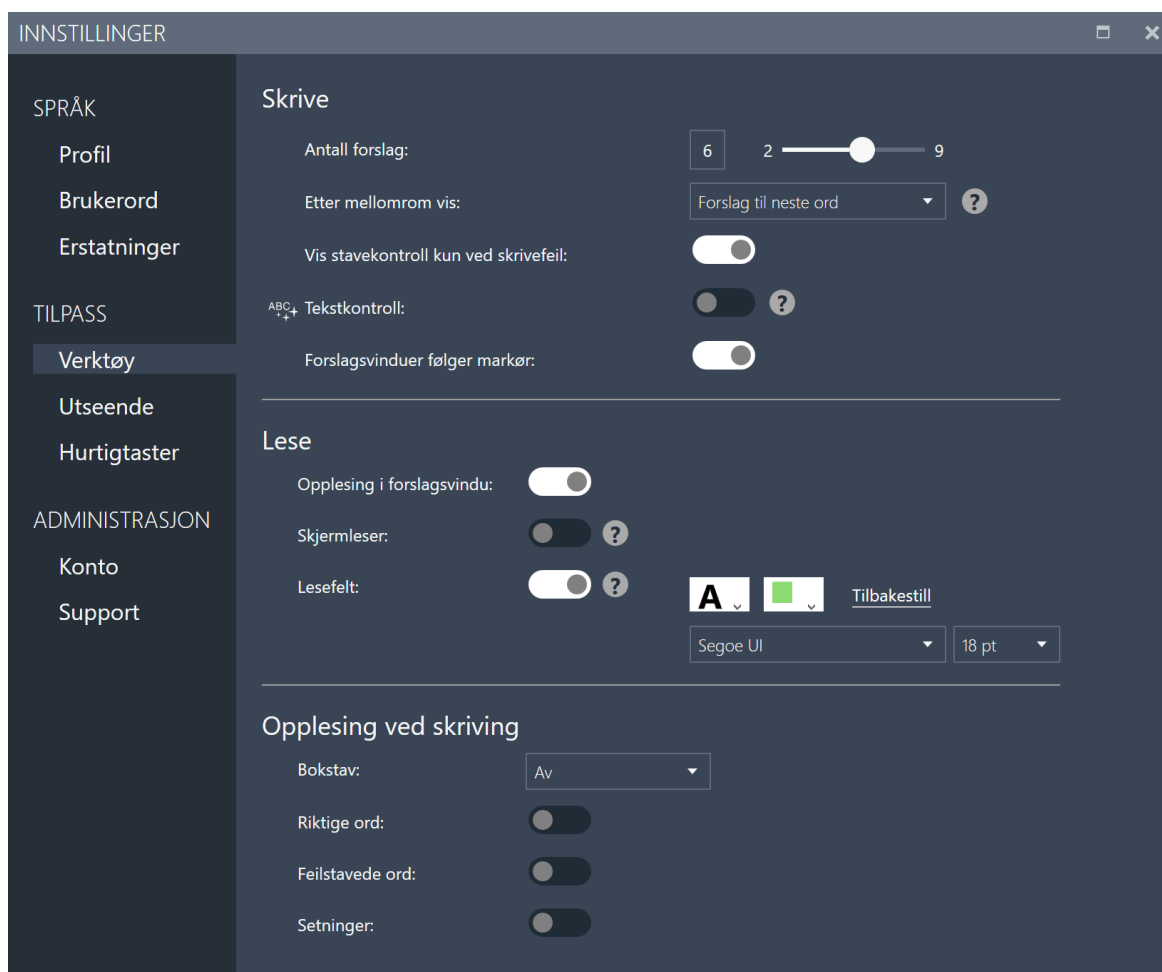 INNSTILLINGER
SPRÅK
Profil
Brukerord
Erstatninger
TILPASS
Verktøy
Utseende
Hurtigtaster
ADMINISTRASJON
Konto
Support
Skrive
Antall forslag: 6 2 9
Etter mellomrom vis: Forslag til neste ord ?
Vis stavekontroll kun ved skrivefeil:
ABC Tekstkontroll: ?
Forslagsvinduer følger markør:
Lese
Opplesing i forslagsvindu:
Skjermleser: ?
Lesefelt: ? A Tilbakestill
Segoe UI 18 pt
Opplesing ved skriving
Bokstav: Av
Riktige ord:
Feilstavede ord:
Setninger: